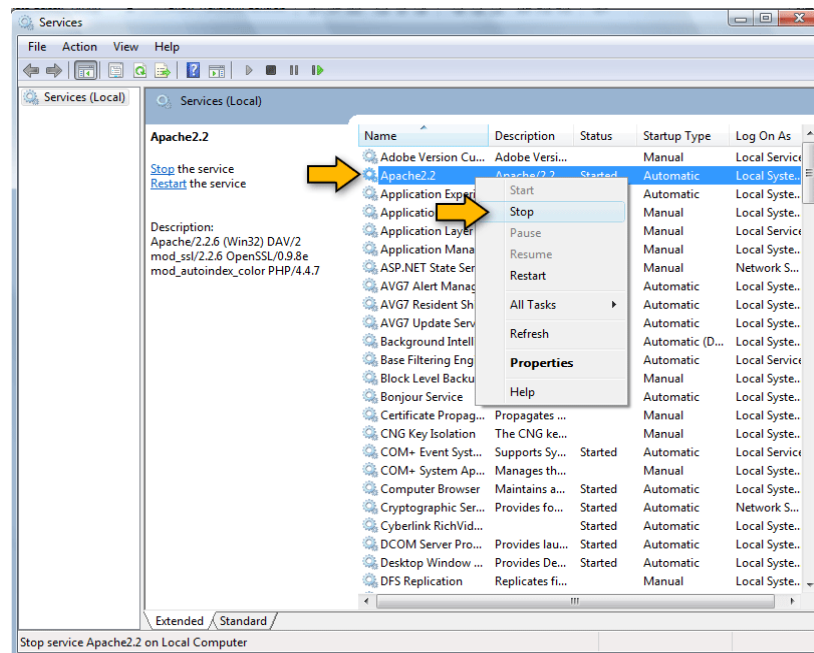 Services
File Action View Help
Services (Local)
Services (Local)
Apache2.2
Stop the service
Restart the service
Description:
Apache/2.2.6 (Win32) DAV/2
mod_ssl/2.2.6 OpenSSL/0.9.8e
mod_autoindex_color PHP/4.4.7
Name Description Status Startup Type Log On As
Adobe Version Cu... Adobe Versi... Manual Local Service
Apache2.2 Apache/2.2 Started Automatic Local Syste...
Application Experi Automatic Local Syste...
Applicatio Manual Local Syste...
Application Layer Manual Local Service
Application Mana Manual Local Syste...
ASP.NET State Ser Manual Network S...
AVG7 Alert Manag Automatic Local Syste...
AVG7 Resident Sh Automatic Local Syste...
AVG7 Update Serv Automatic Local Syste...
Background Intell Automatic (D... Local Syste...
Base Filtering Eng Automatic Local Service
Block Level Backu Manual Local Syste...
Bonjour Service Automatic Local Syste...
Certificate Propag... Propagates ... Manual Local Syste...
CNG Key Isolation The CNG ke... Manual Local Syste...
COM+ Event Syst... Supports Sy... Started Automatic Local Service
COM+ System Ap... Manages th... Manual Local Syste...
Computer Browser Maintains a... Started Automatic Local Syste...
Cryptographic Ser... Provides fo... Started Automatic Network S...
Cyberlink RichVid... Started Automatic Local Syste...
DCOM Server Pro... Provides lau... Started Automatic Local Syste...
Desktop Window ... Provides De... Started Automatic Local Syste...
DFS Replication Replicates fi... Manual Local Syste...
Start
Stop
Pause
Resume
Restart
All Tasks
Refresh
Properties
Help
Extended Standard
Stop service Apache2.2 on Local Computer